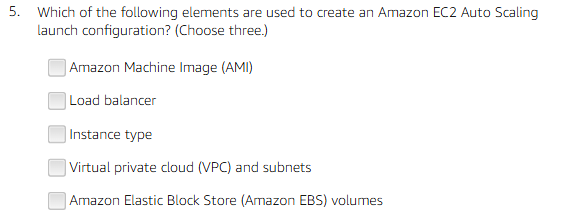 5. Which of the following elements are used to create an Amazon EC2 Auto Scaling
launch configuration? (Choose three.)
Amazon Machine Image (AMI)
Load balancer
Instance type
Virtual private cloud (VPC) and subnets
Amazon Elastic Block Store (Amazon EBS) volumes